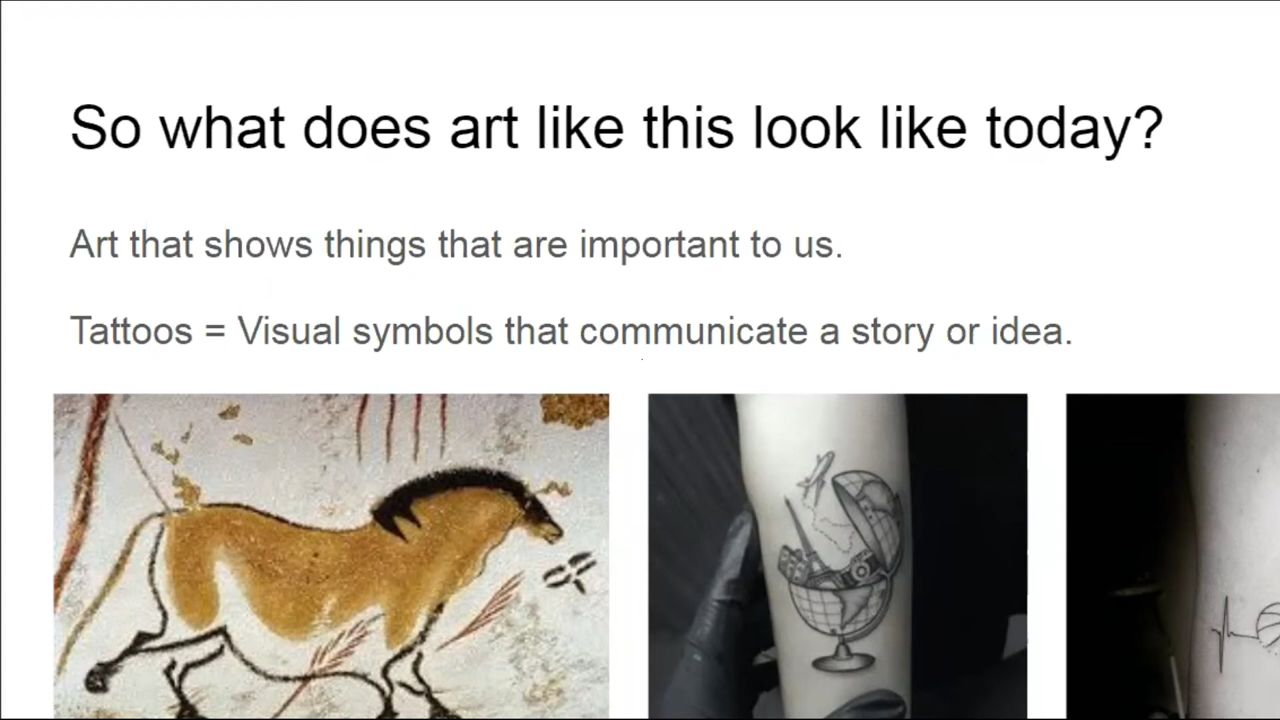 So what does art like this look like today?
Art that shows things that are important to us.
Tattoos = Visual symbols that communicate a story or idea.